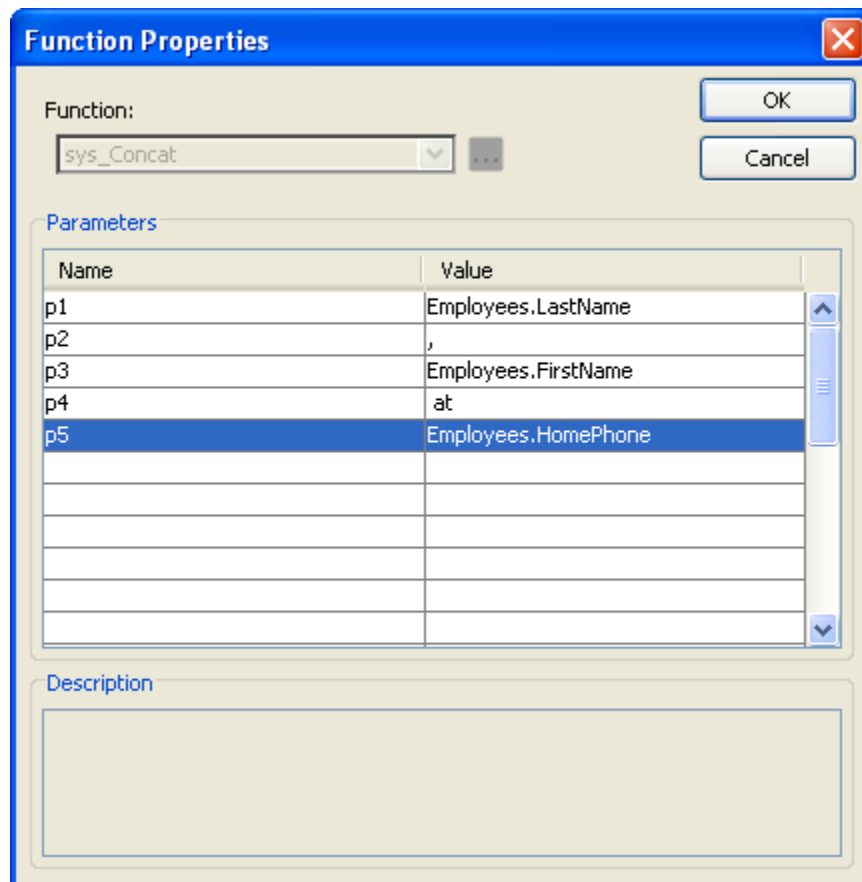 Function Properties
Function:
OK
sys_Concat
...
Cancel
Parameters
Name Value
p1 Employees.LastName
p2 ,
p3 Employees.FirstName
p4 at
p5 Employees.HomePhone
Description